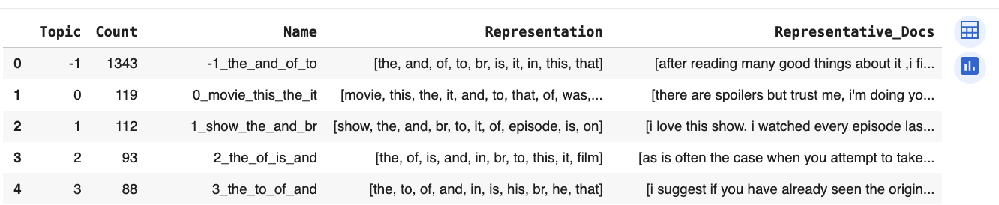 Topic Count Name Representation Representative_Docs
0 -1 1343 -1_the_and_of_to [the, and, of, to, br, is, it, in, this, that] [after reading many good things about it ,i fi...
1 0 119 0_movie_this_the_it [movie, this, the, it, and, to, that, of, was,... [there are spoilers but trust me, i'm doing yo...
2 1 112 1_show_the_and_br [show, the, and, br, to, it, of, episode, is, on] [i love this show. i watched every episode las...
3 2 93 2_the_of_is_and [the, of, is, and, in, br, to, this, it, film] [as is often the case when you attempt to take...
4 3 88 3_the_to_of_and [the, to, of, and, in, is, his, br, he, that] [i suggest if you have already seen the origin...